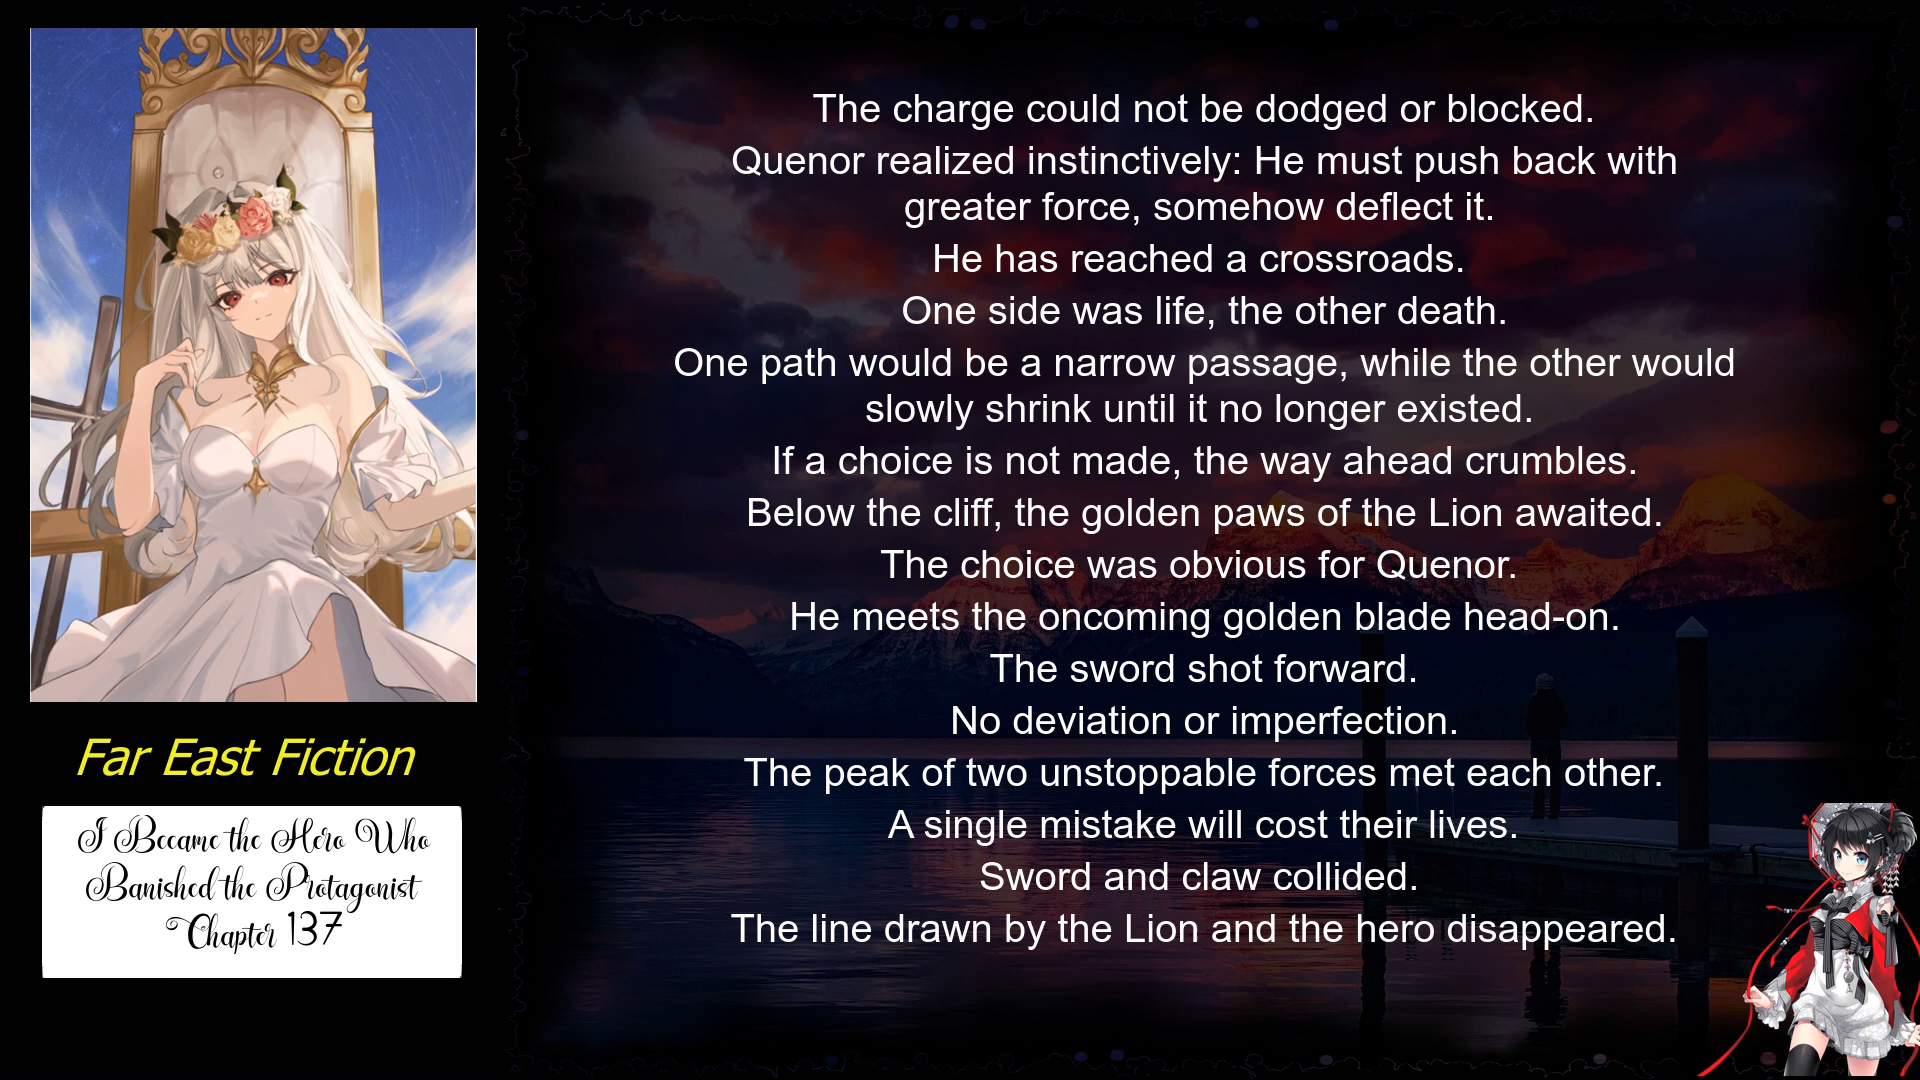 The charge could not be dodged or blocked.
Quenor realized instinctively: He must push back with
greater force, somehow deflect it.
He has reached a crossroads.
One side was life, the other death.
One path would be a narrow passage, while the other would
slowly shrink until it no longer existed.
If a choice is not made, the way ahead crumbles.
Below the cliff, the golden paws of the Lion awaited.
The choice was obvious for Quenor.
He meets the oncoming golden blade head-on.
The sword shot forward.
No deviation or imperfection.
The peak of two unstoppable forces met each other.
A single mistake will cost their lives.
Sword and claw collided.
The line drawn by the Lion and the hero disappeared.
Far East Fiction
I Became the Hero Who
Banished the Protagonist
Chapter 137